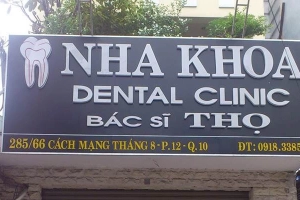 NHA KHOA
DENTAL CLINIC
BÁC SĨ THỌ
285/66 CÁCH MẠNG THÁNG 8 - P.12 - Q.10 ĐT: 0918.3385